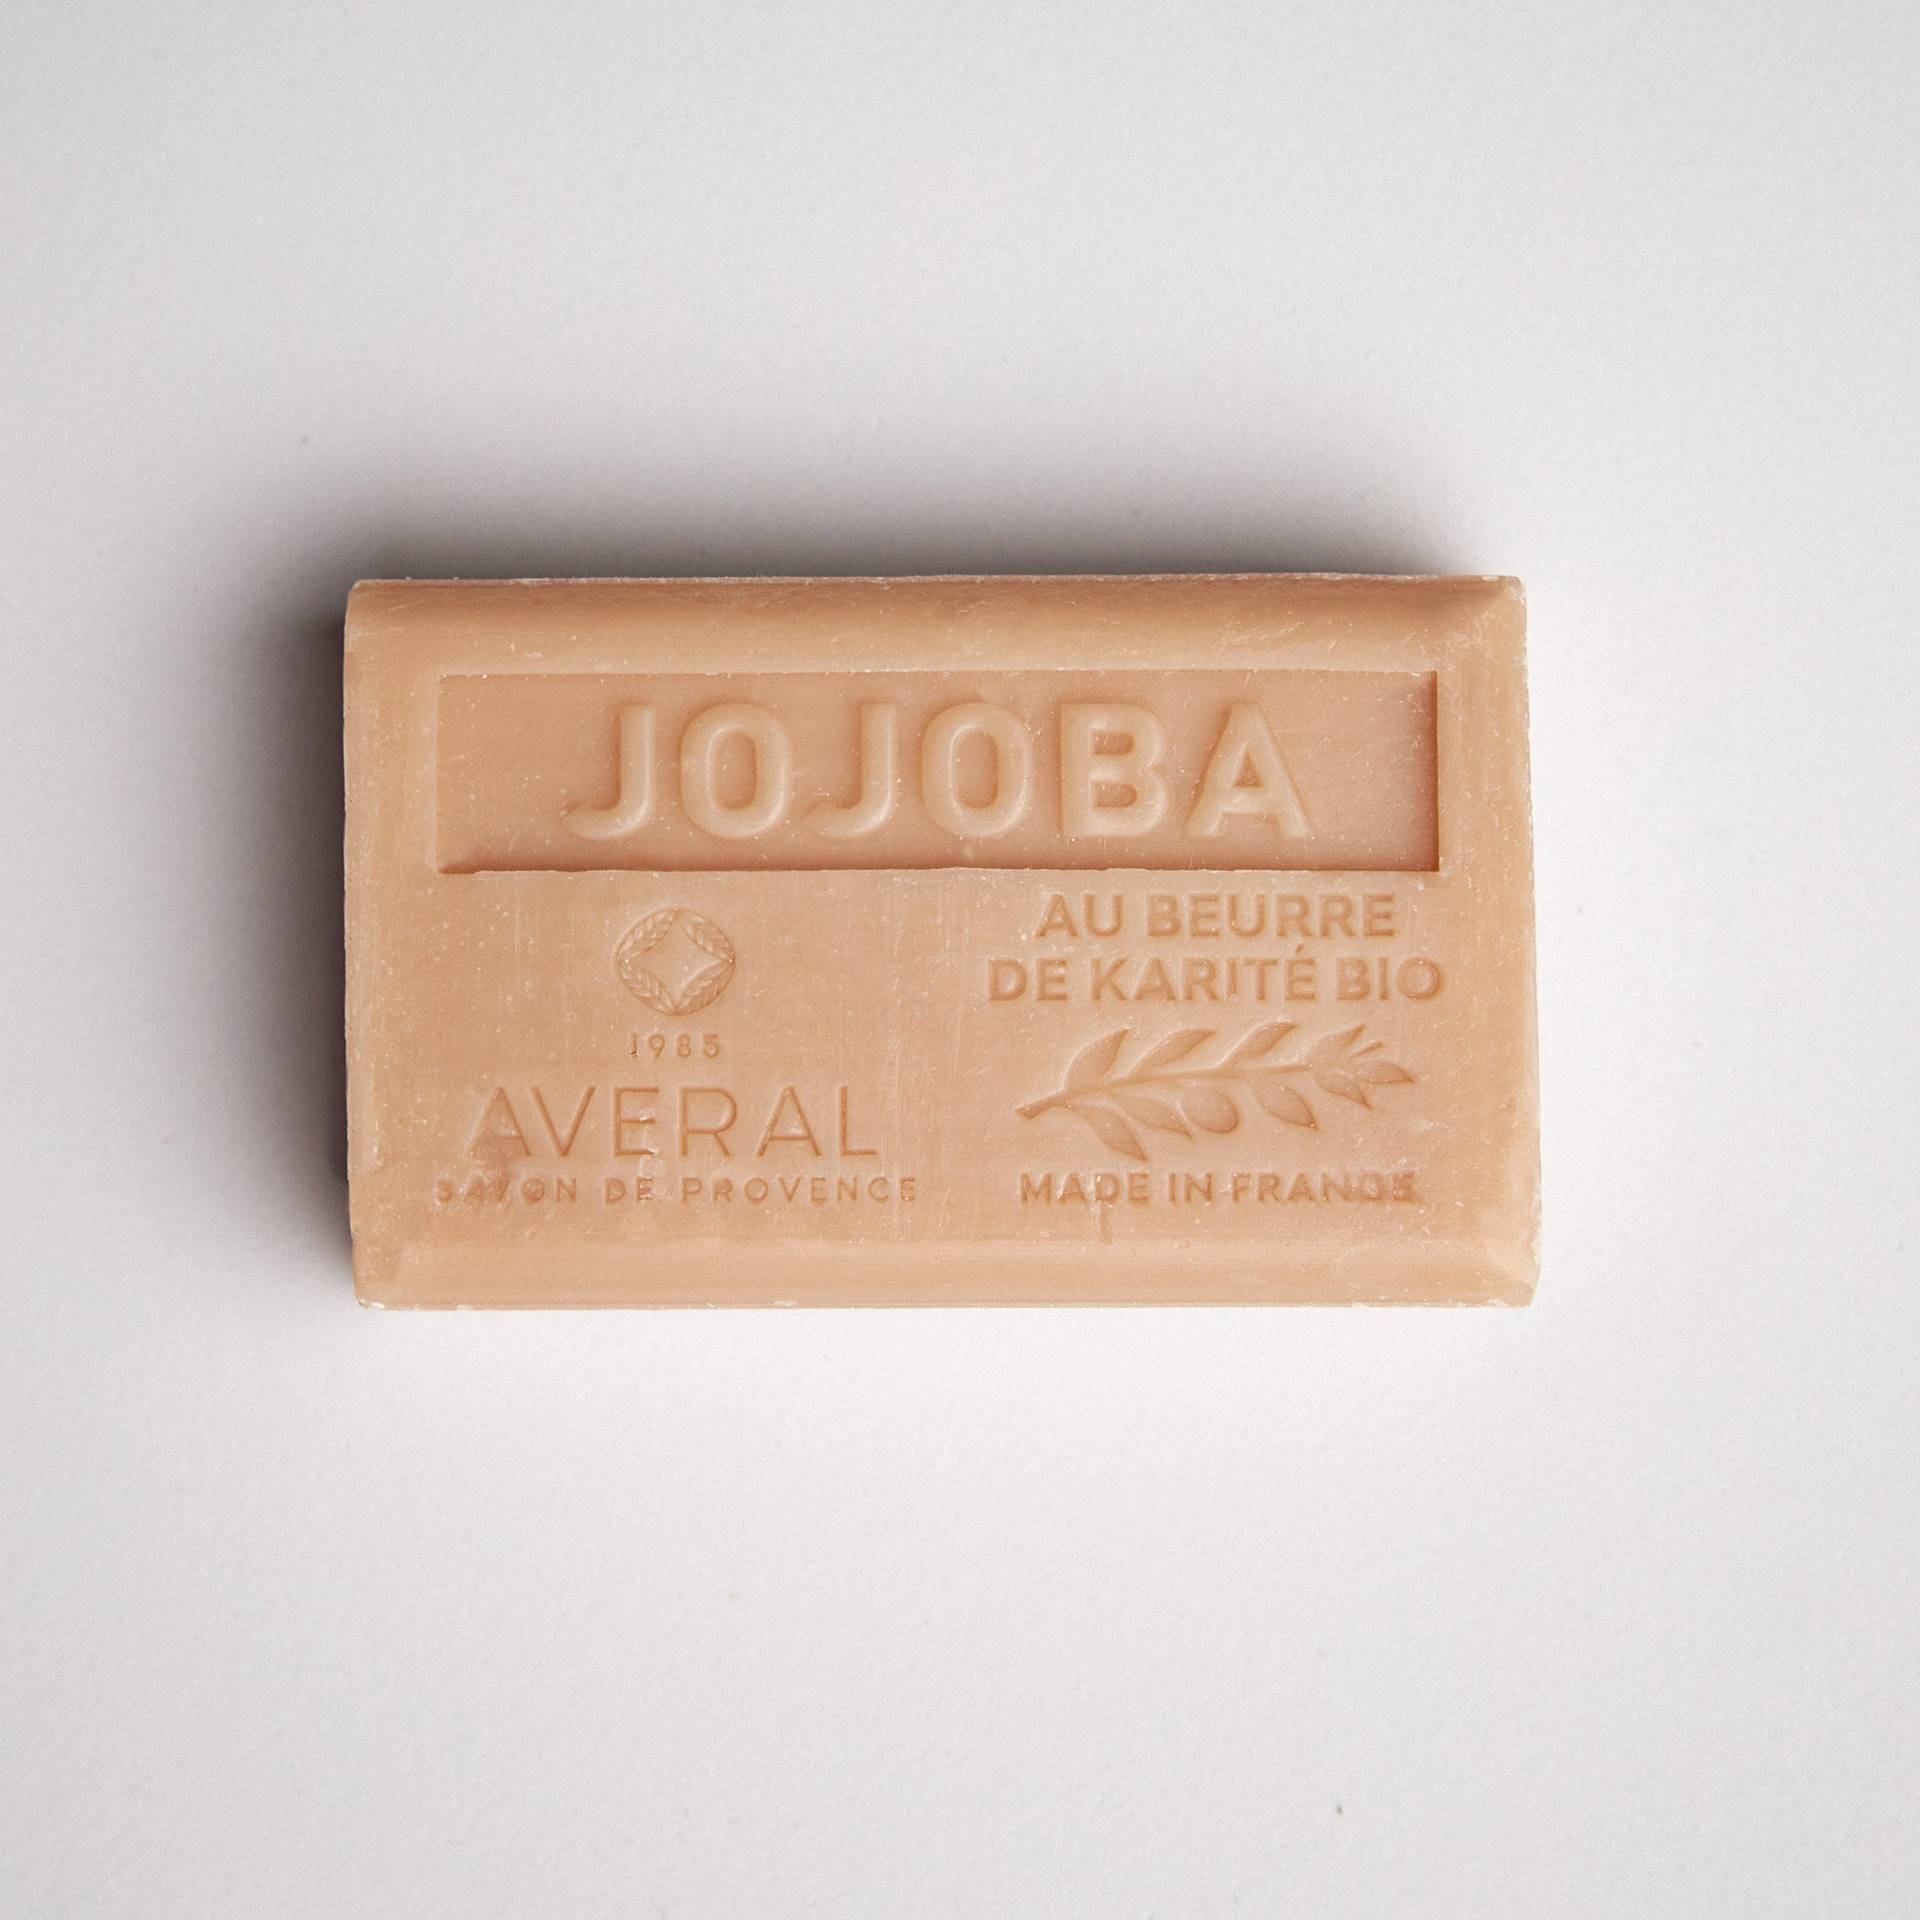 JOJOBA
1985
AVERAL
SAVON DE PROVENCE
AU BEURRE
DE KARITÉ BIO
MADE IN FRANCE